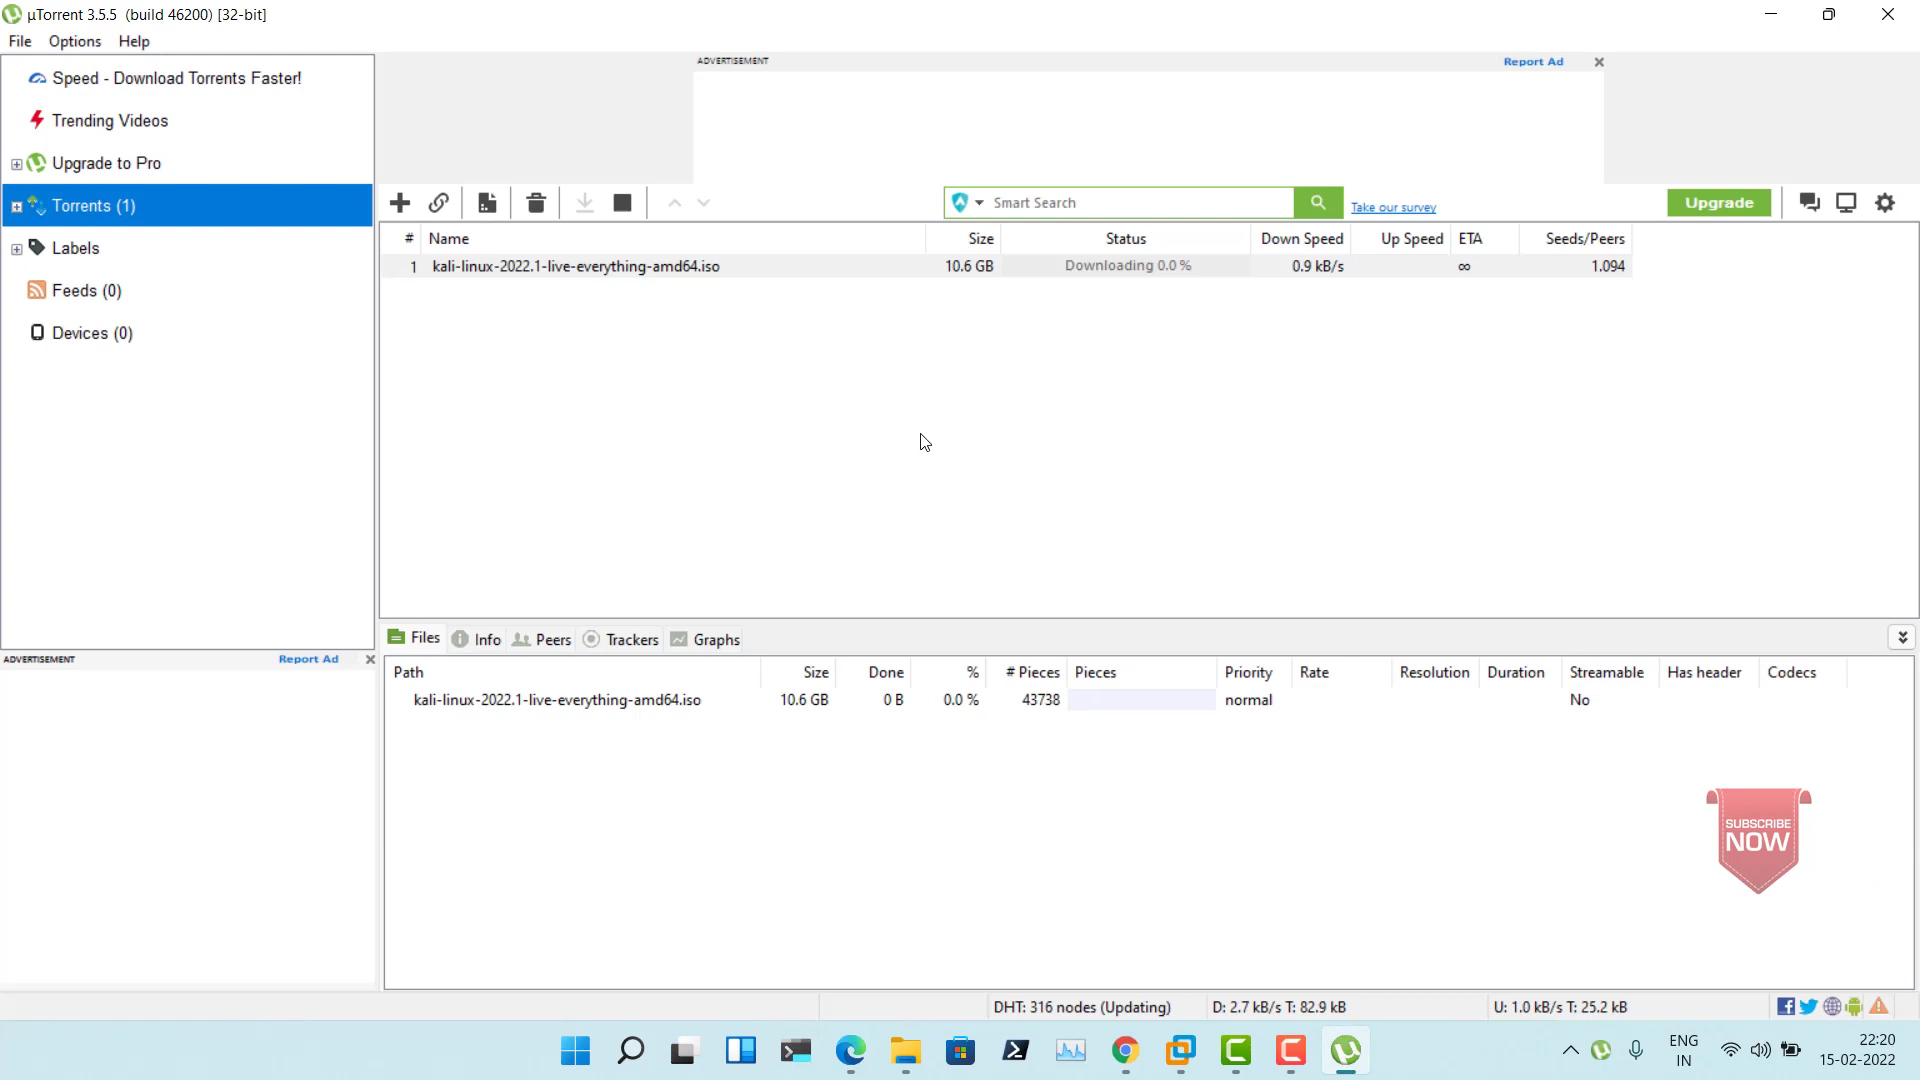 µTorrent 3.5.5 (build 46200) [32-bit]
File Options Help
Speed - Download Torrents Faster!
Trending Videos
Upgrade to Pro
Torrents (1)
Labels
Feeds (0)
Devices (0)
ADVERTISEMENT Report Ad
Smart Search
Take our survey
Upgrade
# Name Size Status Down Speed Up Speed ETA Seeds/Peers
1 kali-linux-2022.1-live-everything-amd64.iso 10.6 GB Downloading 0.0 % 0.9 kB/s ∞ 1.094
ADVERTISEMENT Report Ad
Files Info Peers Trackers Graphs
Path Size Done % # Pieces Pieces Priority Rate Resolution Duration Streamable Has header Codecs
kali-linux-2022.1-live-everything-amd64.iso 10.6 GB 0 B 0.0 % 43738 normal No
SUBSCRIBE
NOW
DHT: 316 nodes (Updating) D: 2.7 kB/s T: 82.9 kB U: 1.0 kB/s T: 25.2 kB
ENG
IN
22:20
15-02-2022